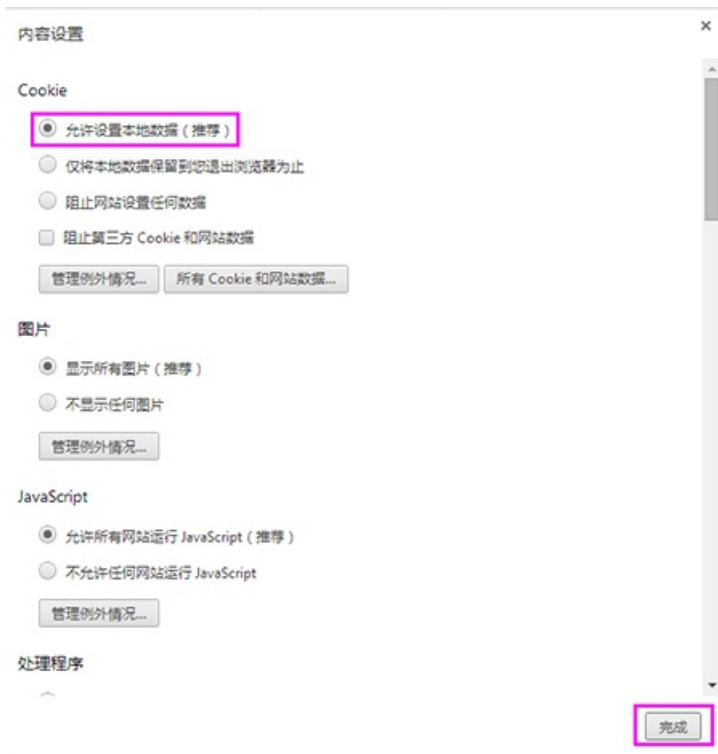 内容设置
×
Cookie
允许设置本地数据（推荐）
仅将本地数据保留到您退出浏览器为止
阻止网站设置任何数据
阻止第三方 Cookie 和网站数据
管理例外情况... 所有 Cookie 和网站数据...
图片
显示所有图片（推荐）
不显示任何图片
管理例外情况...
JavaScript
允许所有网站运行 JavaScript（推荐）
不允许任何网站运行 JavaScript
管理例外情况...
处理程序
完成